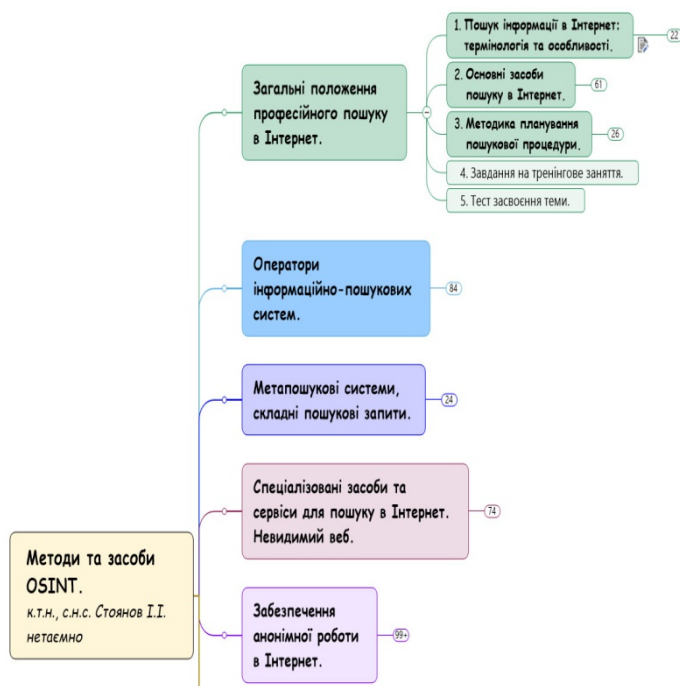 1. Пошук інформації в Інтернет:
термінологія та особливості.
22
Загальні положення
професійного пошуку
в Інтернет.
2. Основні засоби
пошуку в Інтернет.
61
3. Методика планування
пошукової процедури.
26
4. Завдання на тренінгове заняття.
5. Тест засвоєння теми.
Оператори
інформаційно-пошукових
систем.
84
Метапошукові системи,
складні пошукові запити.
24
Спеціалізовані засоби та
сервіси для пошуку в Інтернет.
Невидимий веб.
74
Методи та засоби
OSINT.
к.т.н., с.н.с. Стоянов І.І.
нетаємно
Забезпечення
анонімної роботи
в Інтернет.
99+